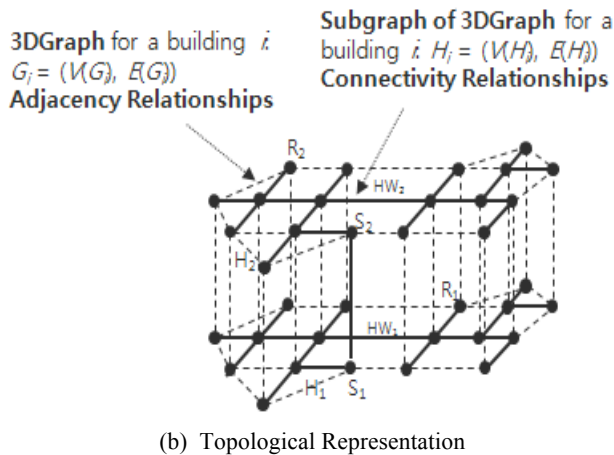 3DGraph for a building i:
Gi = (V(Gi), E(Gi))
Adjacency Relationships
Subgraph of 3DGraph for a
building i: Hi = (V(Hi), E(Hi))
Connectivity Relationships
R2
HW2
S2
H2
R1
HW1
H1
S1
(b) Topological Representation